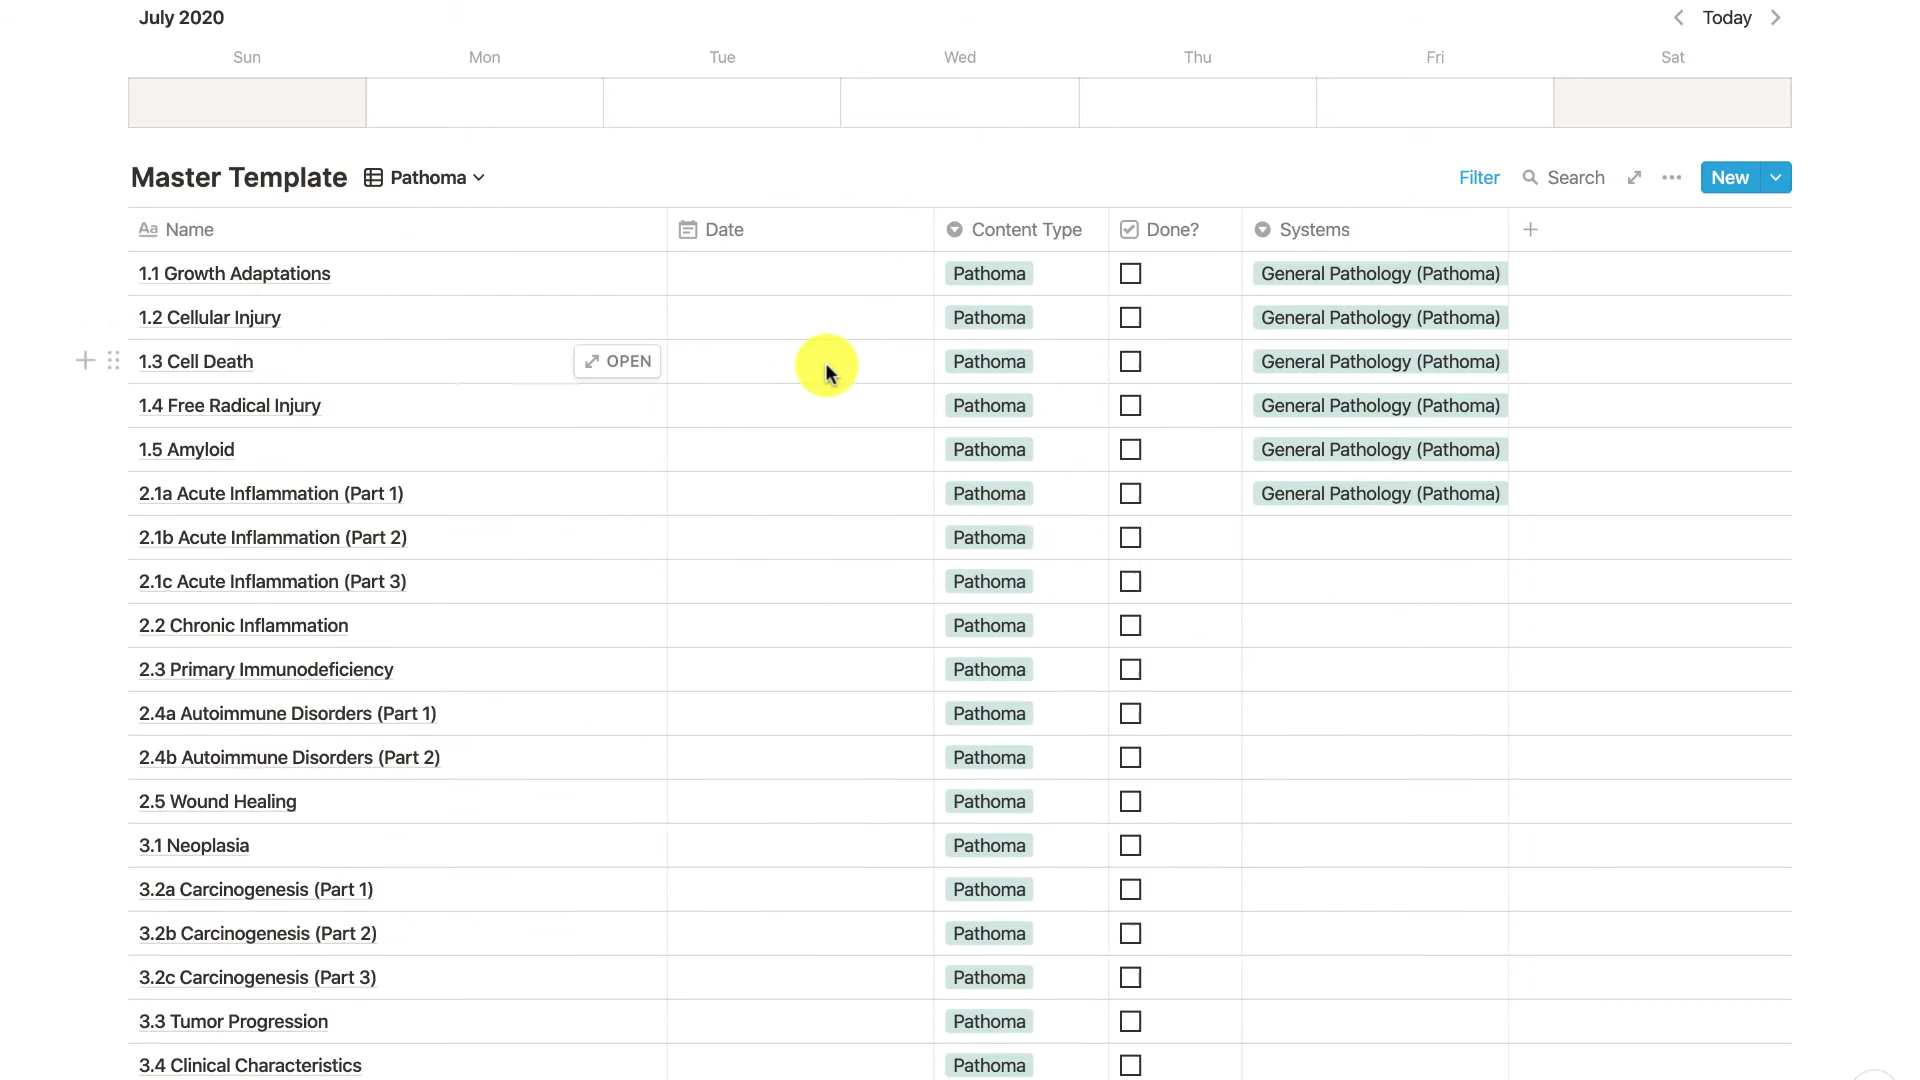 July 2020 Today
Sun Mon Tue Wed Thu Fri Sat
Master Template Pathoma Filter Search New
Aa Name Date Content Type Done? Systems
1.1 Growth Adaptations Pathoma General Pathology (Pathoma)
1.2 Cellular Injury Pathoma General Pathology (Pathoma)
1.3 Cell Death OPEN Pathoma General Pathology (Pathoma)
1.4 Free Radical Injury Pathoma General Pathology (Pathoma)
1.5 Amyloid Pathoma General Pathology (Pathoma)
2.1a Acute Inflammation (Part 1) Pathoma General Pathology (Pathoma)
2.1b Acute Inflammation (Part 2) Pathoma
2.1c Acute Inflammation (Part 3) Pathoma
2.2 Chronic Inflammation Pathoma
2.3 Primary Immunodeficiency Pathoma
2.4a Autoimmune Disorders (Part 1) Pathoma
2.4b Autoimmune Disorders (Part 2) Pathoma
2.5 Wound Healing Pathoma
3.1 Neoplasia Pathoma
3.2a Carcinogenesis (Part 1) Pathoma
3.2b Carcinogenesis (Part 2) Pathoma
3.2c Carcinogenesis (Part 3) Pathoma
3.3 Tumor Progression Pathoma
3.4 Clinical Characteristics Pathoma